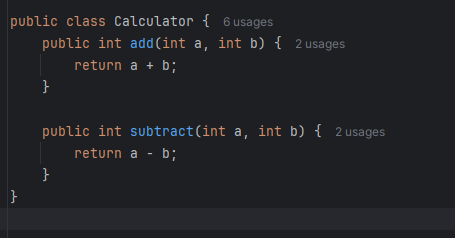 public class Calculator {  6 usages
    public int add(int a, int b) {  2 usages
        return a + b;
    }

    public int subtract(int a, int b) {  2 usages
        return a - b;
    }
}